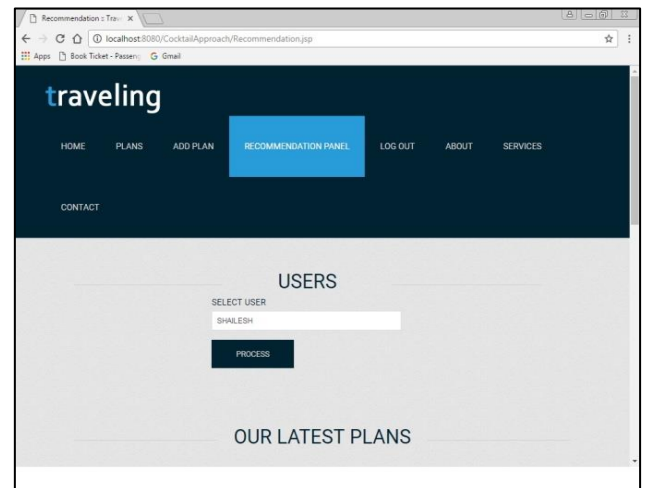 Recommendation :: Trav
localhost:8080/CocktailApproach/Recommendation.jsp
Apps Book Ticket - Passeng Gmail
traveling
HOME PLANS ADD PLAN RECOMMENDATION PANEL LOG OUT ABOUT SERVICES
CONTACT
USERS
SELECT USER
SHAILESH
PROCESS
OUR LATEST PLANS